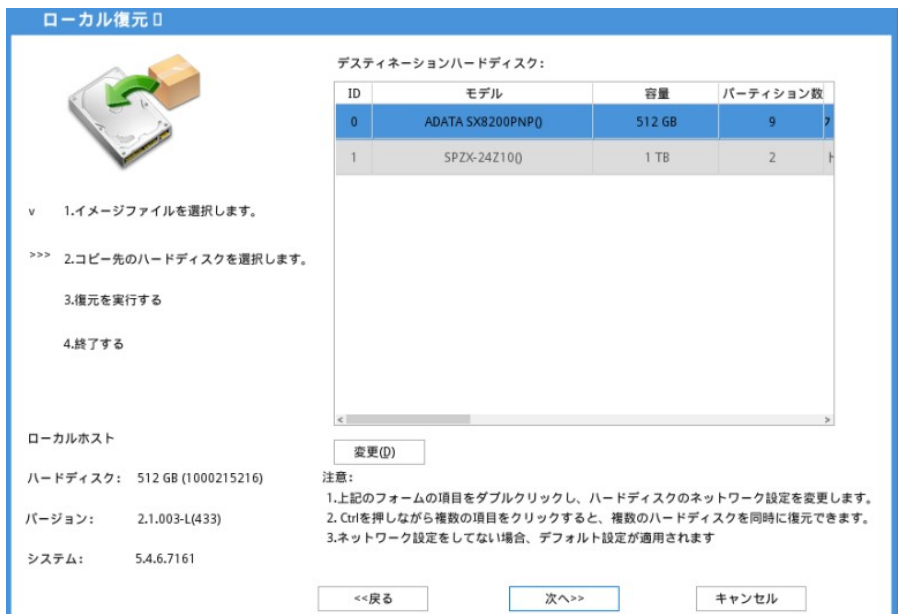 ローカル復元
デスティネーションハードディスク:
ID モデル 容量 パーティション数
0 ADATA SX8200PNP() 512 GB 9
1 SPZX-24Z10() 1 TB 2
v 1.イメージファイルを選択します。
>>> 2.コピー先のハードディスクを選択します。
3.復元を実行する
4.終了する
ローカルホスト
ハードディスク: 512 GB (1000215216)
バージョン: 2.1.003-L(433)
システム: 5.4.6.7161
変更(D)
注意:
1.上記のフォームの項目をダブルクリックし、ハードディスクのネットワーク設定を変更します。
2. Ctrlを押しながら複数の項目をクリックすると、複数のハードディスクを同時に復元できます。
3.ネットワーク設定をしてない場合、デフォルト設定が適用されます
<<戻る 次へ>> キャンセル